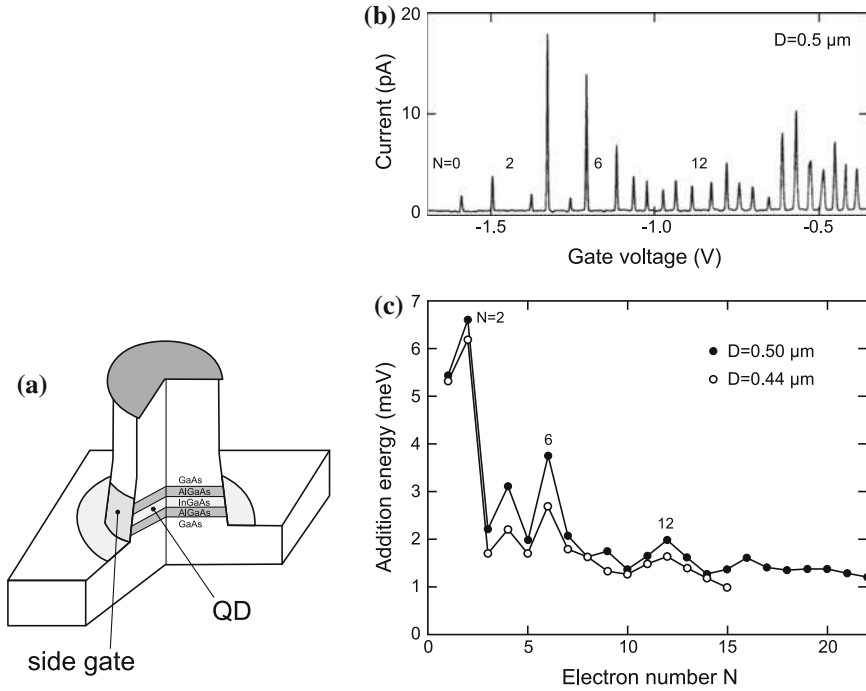 (b)
20
10
0
Current (pA)
D=0.5 µm
N=0
2
6
12
-1.5
-1.0
-0.5
Gate voltage (V)
(a)
GaAs
AlGaAs
InGaAs
AlGaAs
GaAs
QD
side gate
(c)
7
6
5
4
3
2
1
0
Addition energy (meV)
N=2
6
12
D=0.50 µm
D=0.44 µm
0
5
10
15
20
Electron number N